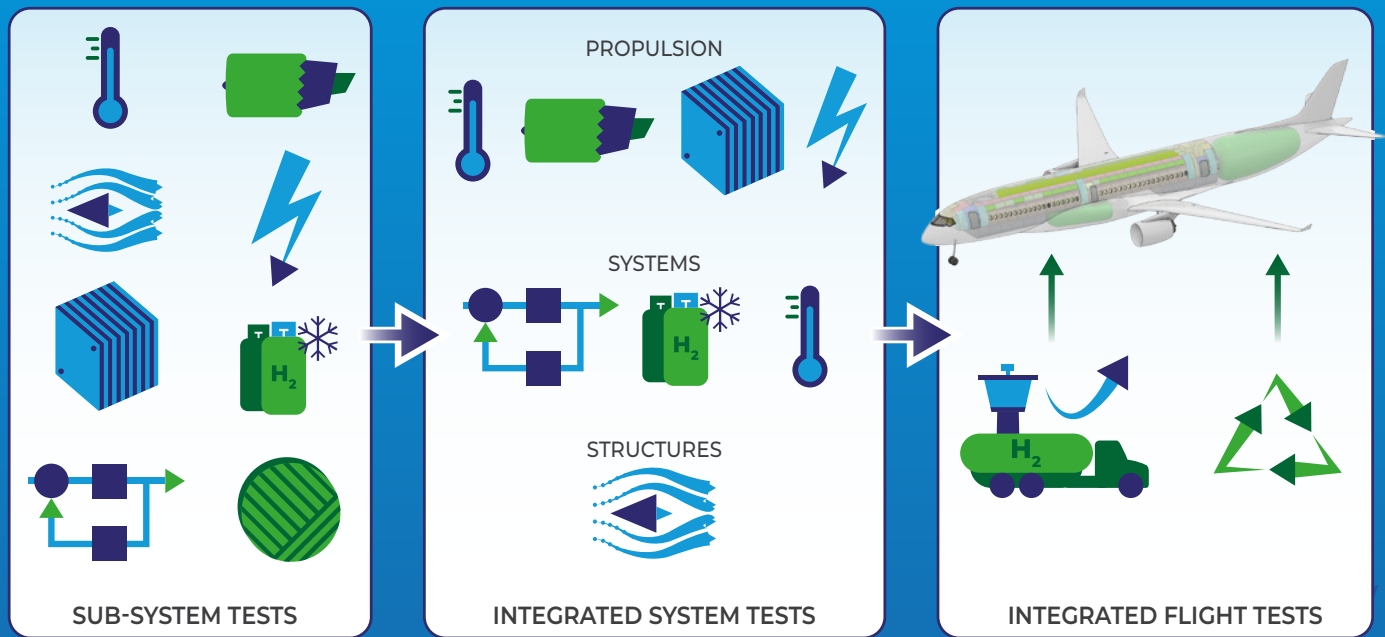 H₂
SUB-SYSTEM TESTS
PROPULSION
SYSTEMS
H₂
STRUCTURES
INTEGRATED SYSTEM TESTS
H₂
INTEGRATED FLIGHT TESTS